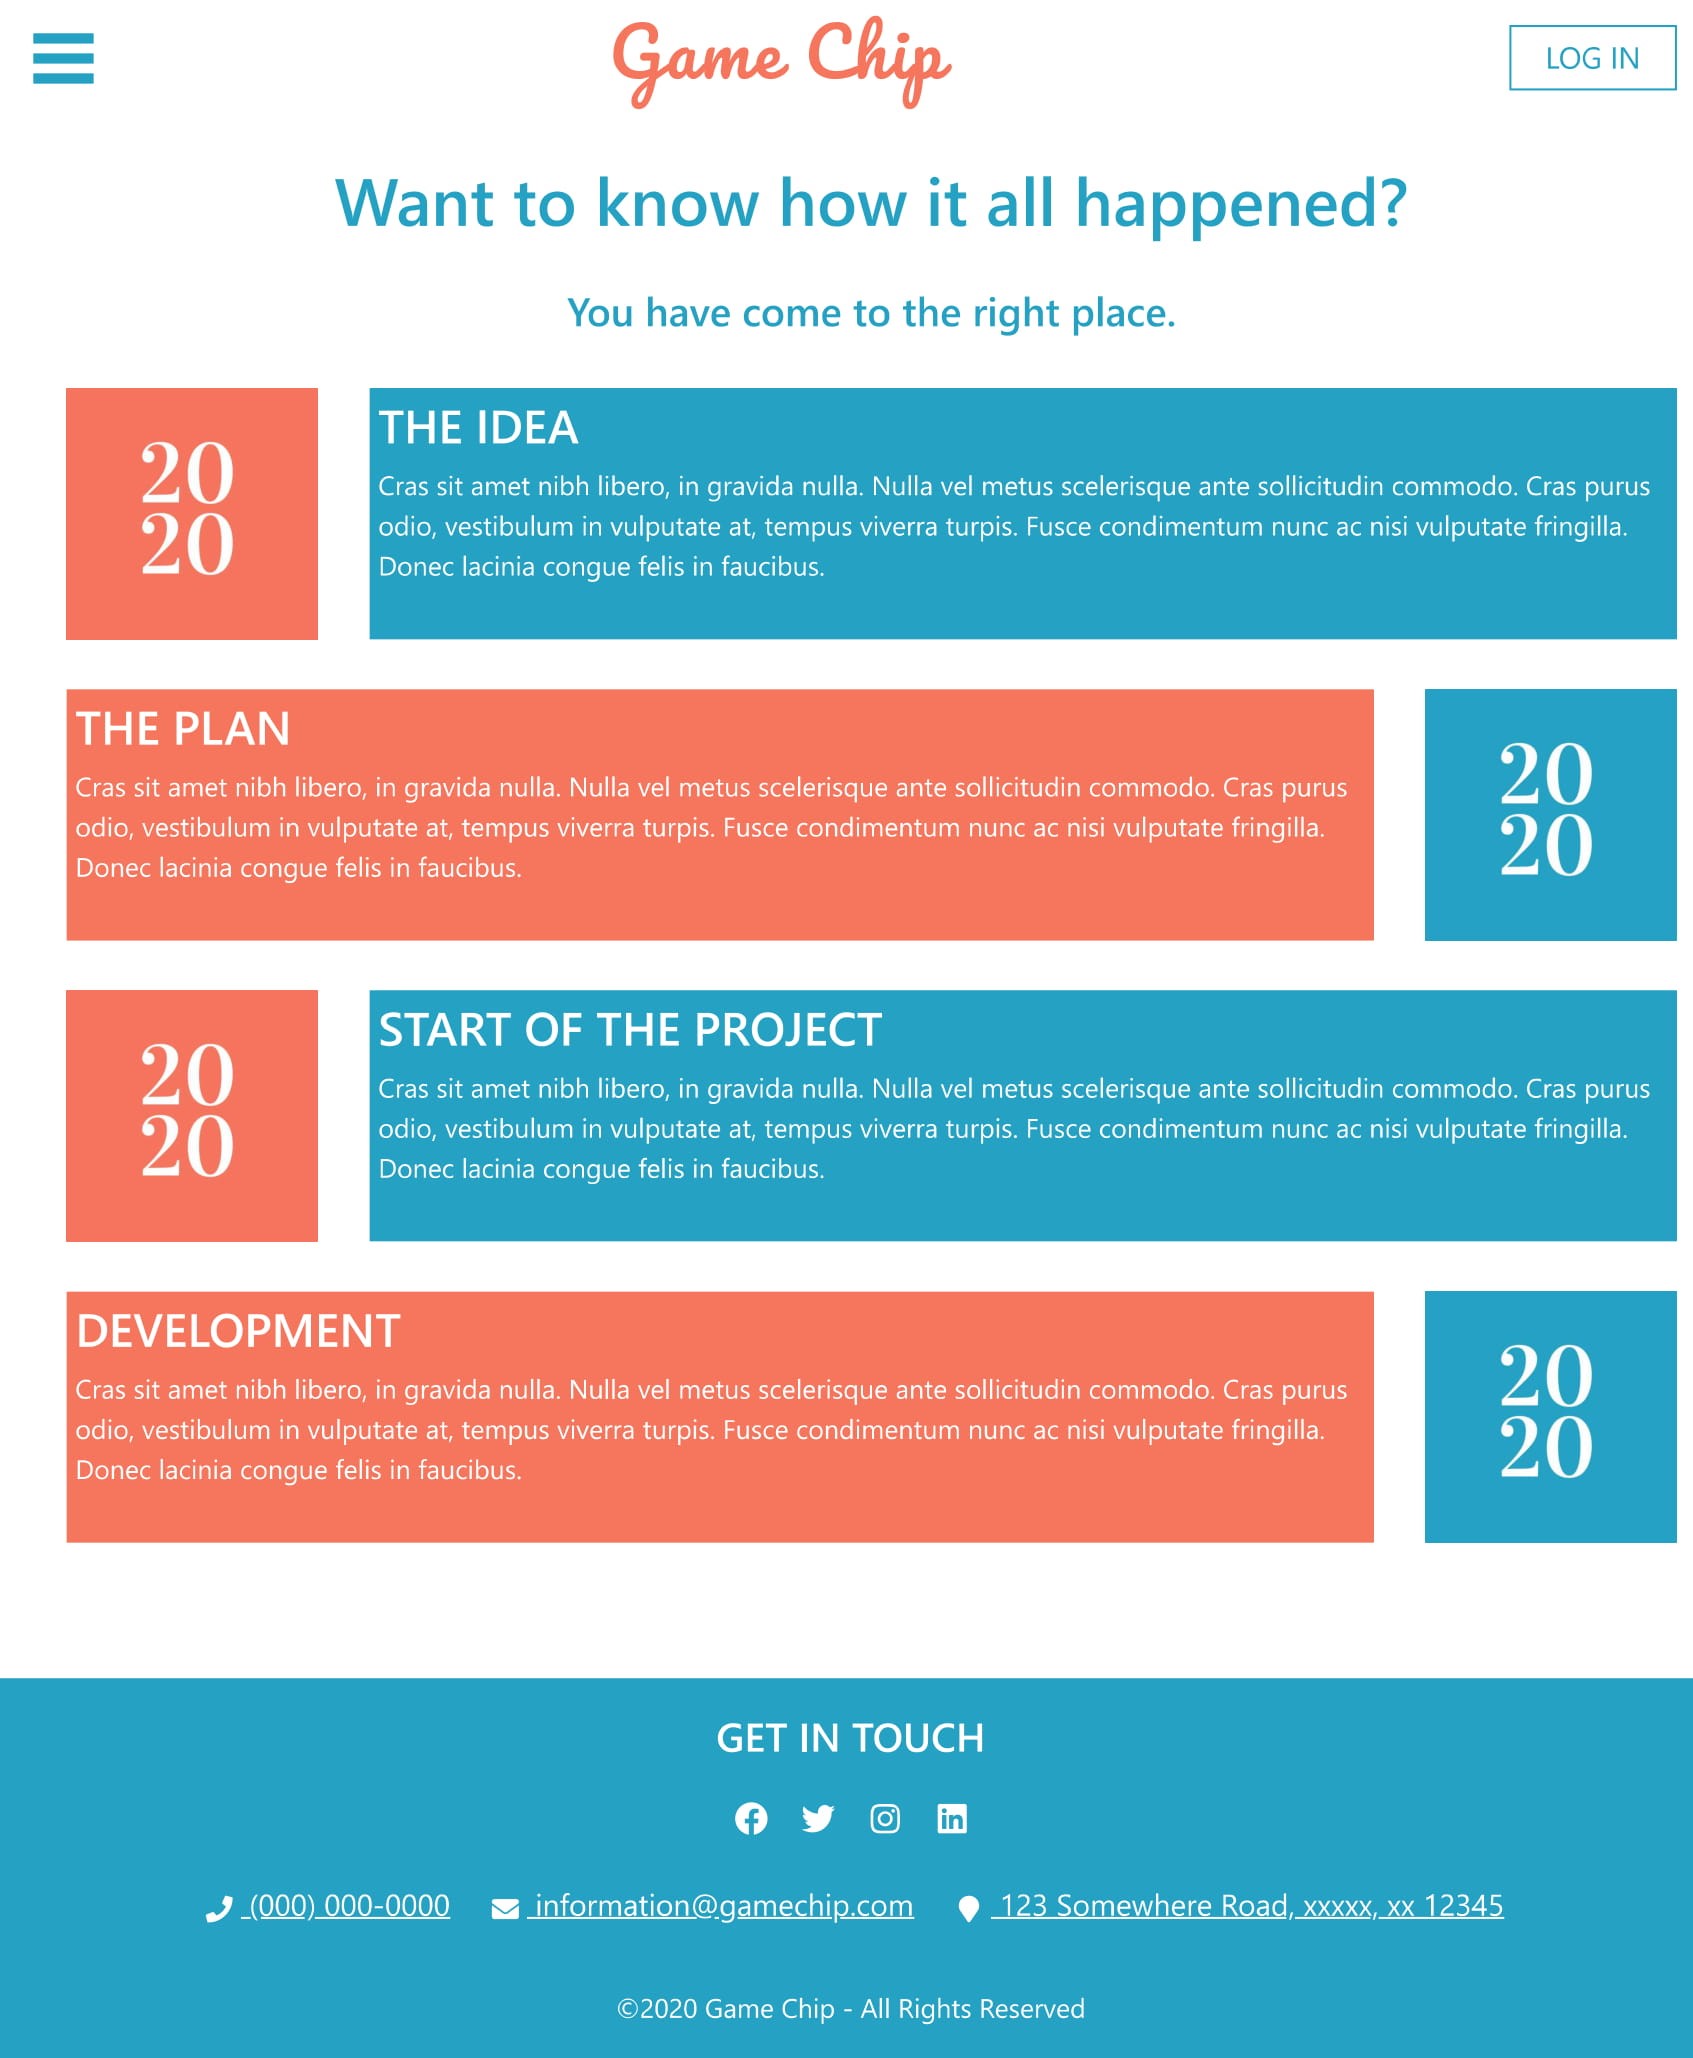 Game Chip
LOG IN
Want to know how it all happened?
You have come to the right place.
20
20
THE IDEA
Cras sit amet nibh libero, in gravida nulla. Nulla vel metus scelerisque ante sollicitudin commodo. Cras purus
odio, vestibulum in vulputate at, tempus viverra turpis. Fusce condimentum nunc ac nisi vulputate fringilla.
Donec lacinia congue felis in faucibus.
THE PLAN
Cras sit amet nibh libero, in gravida nulla. Nulla vel metus scelerisque ante sollicitudin commodo. Cras purus
odio, vestibulum in vulputate at, tempus viverra turpis. Fusce condimentum nunc ac nisi vulputate fringilla.
Donec lacinia congue felis in faucibus.
20
20
20
20
START OF THE PROJECT
Cras sit amet nibh libero, in gravida nulla. Nulla vel metus scelerisque ante sollicitudin commodo. Cras purus
odio, vestibulum in vulputate at, tempus viverra turpis. Fusce condimentum nunc ac nisi vulputate fringilla.
Donec lacinia congue felis in faucibus.
DEVELOPMENT
Cras sit amet nibh libero, in gravida nulla. Nulla vel metus scelerisque ante sollicitudin commodo. Cras purus
odio, vestibulum in vulputate at, tempus viverra turpis. Fusce condimentum nunc ac nisi vulputate fringilla.
Donec lacinia congue felis in faucibus.
20
20
GET IN TOUCH
(000) 000-0000 information@gamechip.com 123 Somewhere Road, xxxxx, xx 12345
©2020 Game Chip - All Rights Reserved